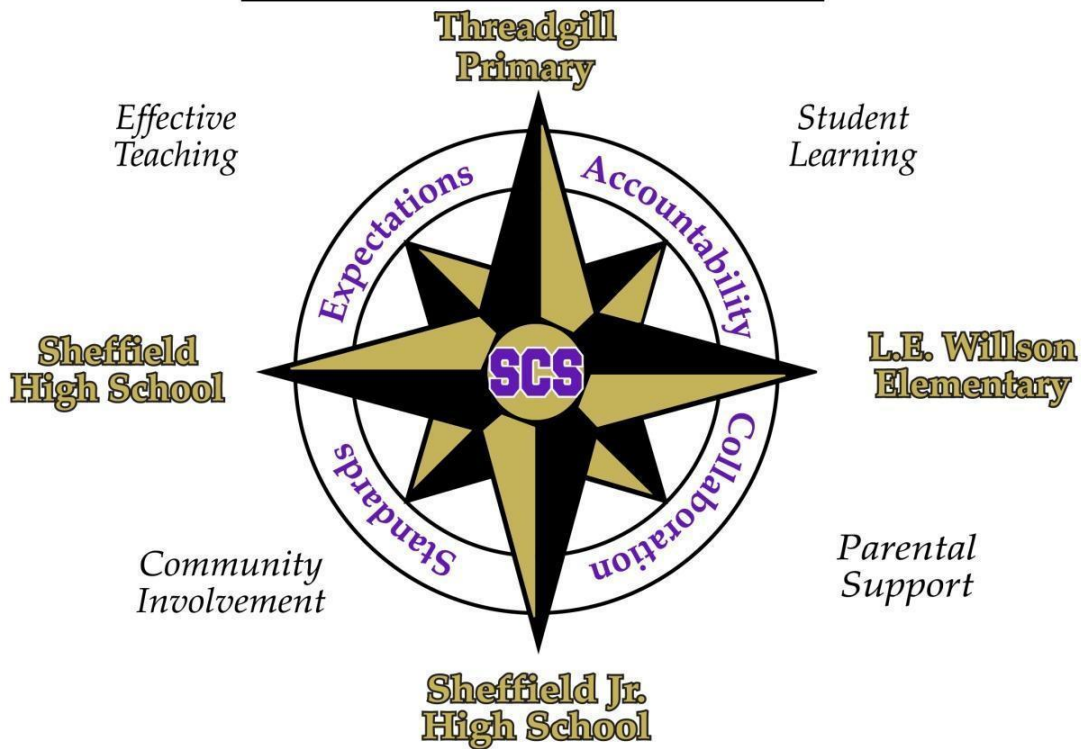 Threadgill
Primary
Effective
Teaching
Student
Learning
Expectations
Accountability
Sheffield
High School
SCS
L.E. Willson
Elementary
Standards
Collaboration
Community
Involvement
Parental
Support
Sheffield Jr.
High School